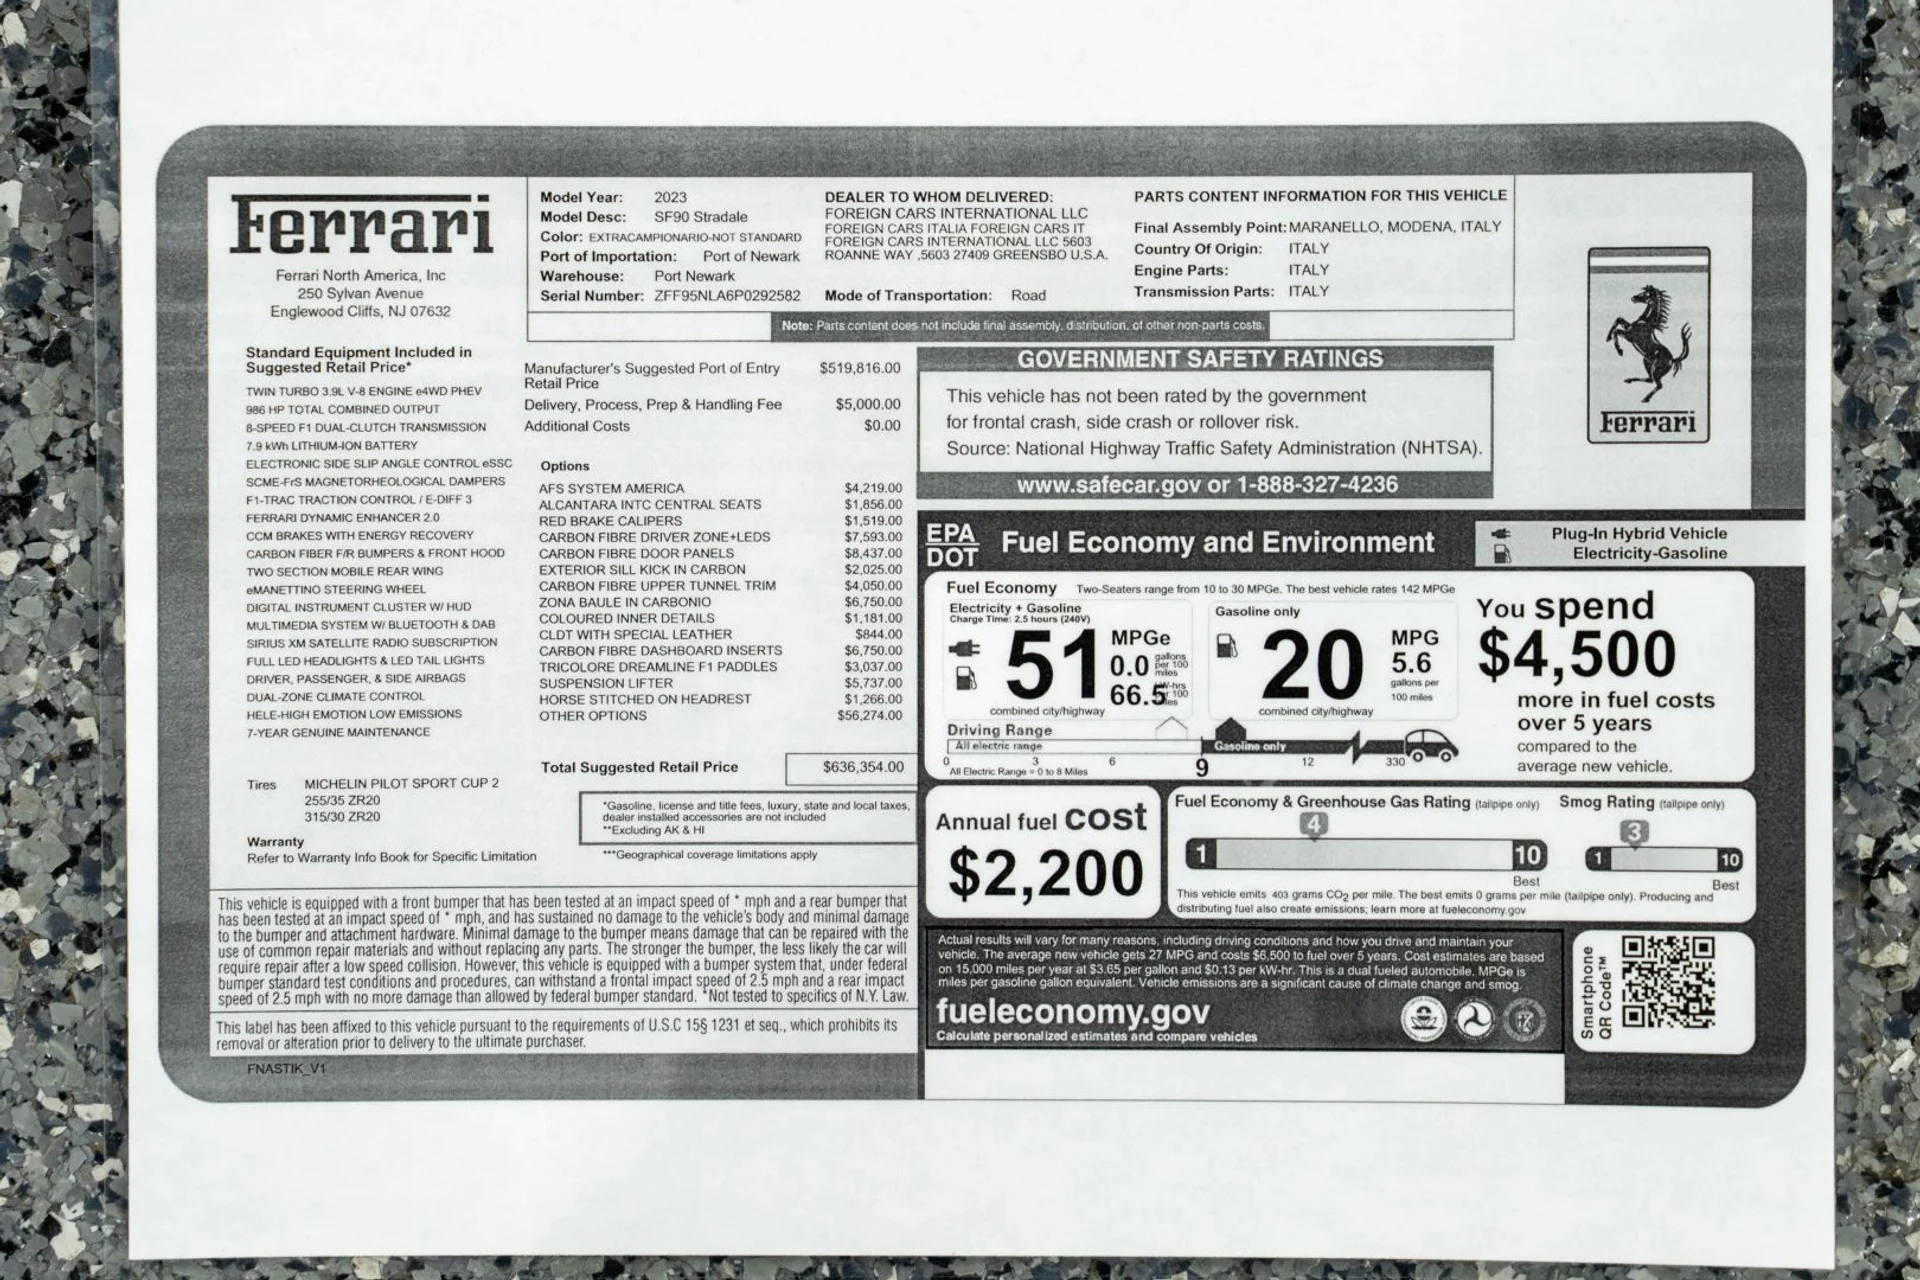 Ferrari
Ferrari North America, Inc
250 Sylvan Avenue
Englewood Cliffs, NJ 07632
Model Year: 2023
Model Desc: SF90 Stradale
Color: EXTRACAMPIONARIO-NOT STANDARD
Port of Importation: Port of Newark
Warehouse: Port Newark
Serial Number: ZFF95NLA6P0292582
DEALER TO WHOM DELIVERED:
FOREIGN CARS INTERNATIONAL LLC
FOREIGN CARS ITALIA FOREIGN CARS IT
FOREIGN CARS INTERNATIONAL LLC 5603
ROANNE WAY ,5603 27409 GREENSBO U.S.A.
Mode of Transportation: Road
PARTS CONTENT INFORMATION FOR THIS VEHICLE
Final Assembly Point: MARANELLO, MODENA, ITALY
Country Of Origin: ITALY
Engine Parts: ITALY
Transmission Parts: ITALY
Note: Parts content does not include final assembly, distribution, of other non-parts costs.
Ferrari
Standard Equipment Included in
Suggested Retail Price*
TWIN TURBO 3.9L V-8 ENGINE e4WD PHEV
986 HP TOTAL COMBINED OUTPUT
8-SPEED F1 DUAL-CLUTCH TRANSMISSION
7.9 kWh LITHIUM-ION BATTERY
ELECTRONIC SIDE SLIP ANGLE CONTROL eSSC
SCME-FrS MAGNETORHEOLOGICAL DAMPERS
F1-TRAC TRACTION CONTROL / E-DIFF 3
FERRARI DYNAMIC ENHANCER 2.0
CCM BRAKES WITH ENERGY RECOVERY
CARBON FIBER F/R BUMPERS & FRONT HOOD
TWO SECTION MOBILE REAR WING
eMANETTINO STEERING WHEEL
DIGITAL INSTRUMENT CLUSTER W/ HUD
MULTIMEDIA SYSTEM W/ BLUETOOTH & DAB
SIRIUS XM SATELLITE RADIO SUBSCRIPTION
FULL LED HEADLIGHTS & LED TAIL LIGHTS
DRIVER, PASSENGER, & SIDE AIRBAGS
DUAL-ZONE CLIMATE CONTROL
HELE-HIGH EMOTION LOW EMISSIONS
7-YEAR GENUINE MAINTENANCE
Tires MICHELIN PILOT SPORT CUP 2
255/35 ZR20
315/30 ZR20
Warranty
Refer to Warranty Info Book for Specific Limitation
Manufacturer's Suggested Port of Entry $519,816.00
Retail Price
Delivery, Process, Prep & Handling Fee $5,000.00
Additional Costs $0.00
Options
AFS SYSTEM AMERICA $4,219.00
ALCANTARA INTC CENTRAL SEATS $1,856.00
RED BRAKE CALIPERS $1,519.00
CARBON FIBRE DRIVER ZONE+LEDS $7,593.00
CARBON FIBRE DOOR PANELS $8,437.00
EXTERIOR SILL KICK IN CARBON $2,025.00
CARBON FIBRE UPPER TUNNEL TRIM $4,050.00
ZONA BAULE IN CARBONIO $6,750.00
COLOURED INNER DETAILS $1,181.00
CLDT WITH SPECIAL LEATHER $844.00
CARBON FIBRE DASHBOARD INSERTS $6,750.00
TRICOLORE DREAMLINE F1 PADDLES $3,037.00
SUSPENSION LIFTER $5,737.00
HORSE STITCHED ON HEADREST $1,266.00
OTHER OPTIONS $56,274.00
Total Suggested Retail Price $636,354.00
*Gasoline, license and title fees, luxury, state and local taxes,
dealer installed accessories are not included
**Excluding AK & HI
***Geographical coverage limitations apply
This vehicle is equipped with a front bumper that has been tested at an impact speed of * mph and a rear bumper that
has been tested at an impact speed of * mph, and has sustained no damage to the vehicle's body and minimal damage
to the bumper and attachment hardware. Minimal damage to the bumper means damage that can be repaired with the
use of common repair materials and without replacing any parts. The stronger the bumper, the less likely the car will
require repair after a low speed collision. However, this vehicle is equipped with a bumper system that, under federal
bumper standard test conditions and procedures, can withstand a frontal impact speed of 2.5 mph and a rear impact
speed of 2.5 mph with no more damage than allowed by federal bumper standard. *Not tested to specifics of N.Y. Law.
This label has been affixed to this vehicle pursuant to the requirements of U.S.C 15§ 1231 et seq., which prohibits its
removal or alteration prior to delivery to the ultimate purchaser.
FNASTIK_V1
GOVERNMENT SAFETY RATINGS
This vehicle has not been rated by the government
for frontal crash, side crash or rollover risk.
Source: National Highway Traffic Safety Administration (NHTSA).
www.safecar.gov or 1-888-327-4236
EPA
DOT
Fuel Economy and Environment
Plug-In Hybrid Vehicle
Electricity-Gasoline
Fuel Economy Two-Seaters range from 10 to 30 MPGe. The best vehicle rates 142 MPGe
Electricity + Gasoline
Charge Time: 2.5 hours (240V)
51 MPGe
0.0 gallons per 100 miles
66.5 kW-hrs per 100 miles
combined city/highway
Gasoline only
20 MPG
5.6
gallons per
100 miles
combined city/highway
You spend
$4,500
more in fuel costs
over 5 years
compared to the
average new vehicle.
Driving Range
All electric range Gasoline only
0 3 6 9 12 330
All Electric Range = 0 to 8 Miles
Annual fuel cost
$2,200
Fuel Economy & Greenhouse Gas Rating (tailpipe only)
4
1 10
Best
Smog Rating (tailpipe only)
3
1 10
Best
This vehicle emits 403 grams CO2 per mile. The best emits 0 grams per mile (tailpipe only). Producing and
distributing fuel also create emissions; learn more at fueleconomy.gov
Actual results will vary for many reasons, including driving conditions and how you drive and maintain your
vehicle. The average new vehicle gets 27 MPG and costs $6,500 to fuel over 5 years. Cost estimates are based
on 15,000 miles per year at $3.65 per gallon and $0.13 per kW-hr. This is a dual fueled automobile. MPGe is
miles per gasoline gallon equivalent. Vehicle emissions are a significant cause of climate change and smog.
fueleconomy.gov
Calculate personalized estimates and compare vehicles
Smartphone
QR Code™